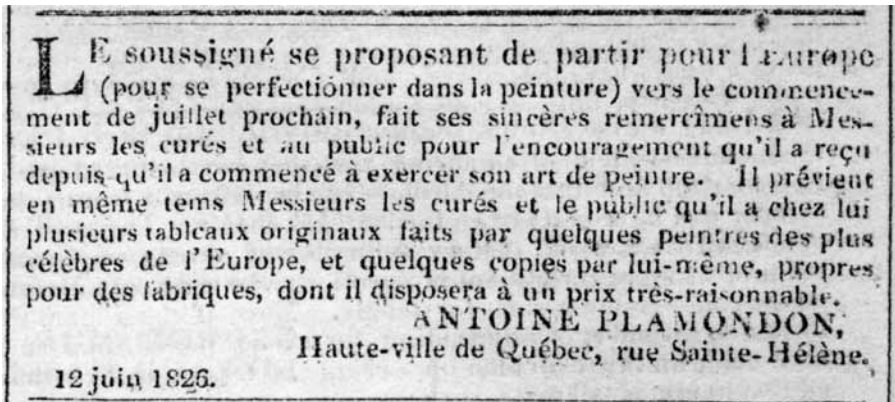 LE soussigné se proposant de partir pour l'Europe
(pour se perfectionner dans la peinture) vers le commence-
ment de juillet prochain, fait ses sincères remercîmens à Mes-
sieurs les curés et au public pour l'encouragement qu'il a reçu
depuis qu'il a commencé à exercer son art de peintre. Il prévient
en même tems Messieurs les curés et le public qu'il a chez lui
plusieurs tableaux originaux faits par quelques peintres des plus
célèbres de l'Europe, et quelques copies par lui-même, propres
pour des fabriques, dont il disposera à un prix très-raisonnable.
ANTOINE PLAMONDON,
Haute-ville de Québec, rue Sainte-Hélène.
12 juin 1826.